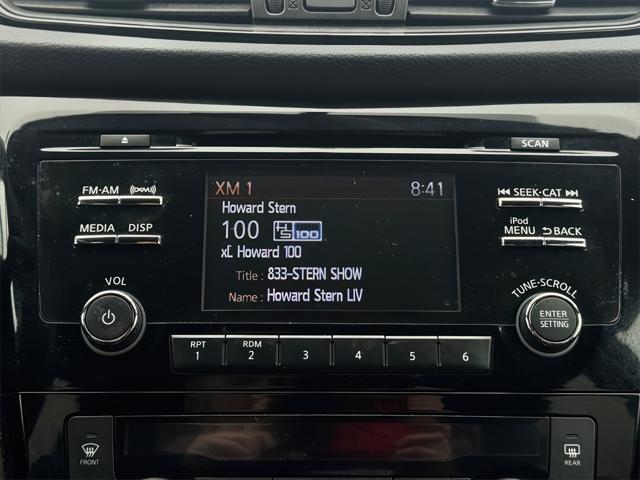 SCAN
FM·AM
((XM))
MEDIA DISP
VOL
XM 1 8:41
Howard Stern
100 HS 100
xL Howard 100
Title : 833-STERN SHOW
Name : Howard Stern LIV
SEEK·CAT
iPod
MENU BACK
TUNE·SCROLL
ENTER
SETTING
RPT RDM
1 2 3 4 5 6
FRONT
REAR